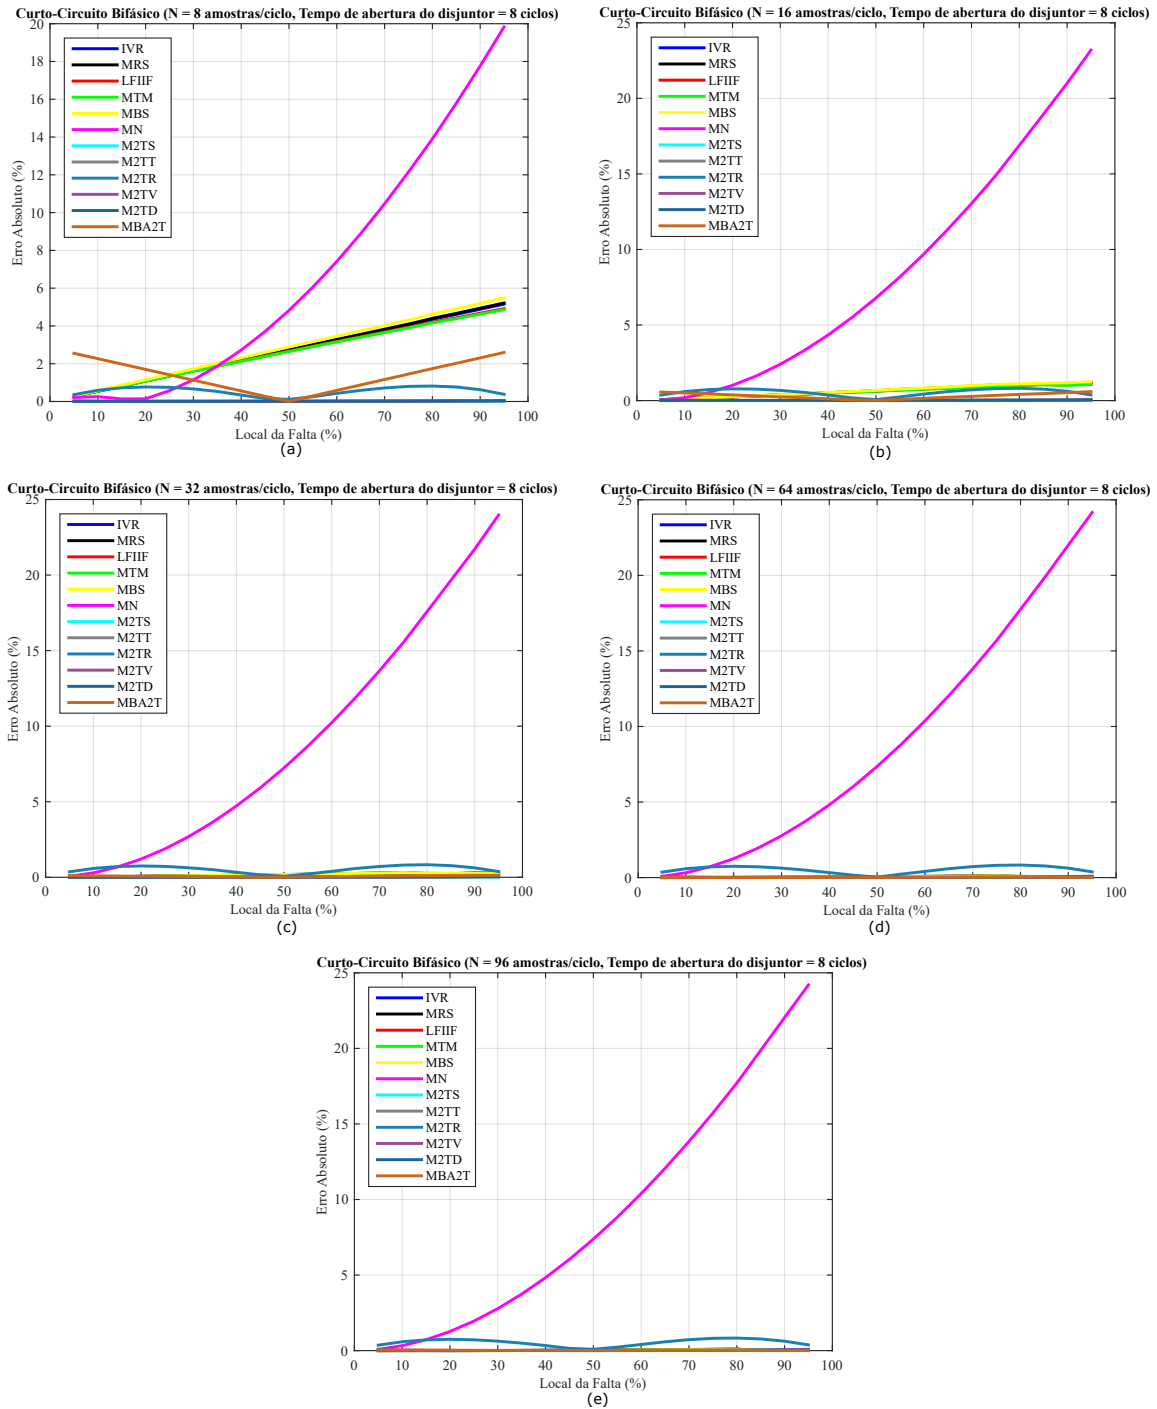 Curto-Circuito Bifásico (N = 8 amostras/ciclo, Tempo de abertura do disjuntor = 8 ciclos)
20
18
16
14
12
10
8
6
4
2
0
Erro Absoluto (%)
IVR
MRS
LFIIF
MTM
MBS
MN
M2TS
M2TT
M2TR
M2TV
M2TD
MBA2T
0 10 20 30 40 50 60 70 80 90 100
Local da Falta (%)
(a)
Curto-Circuito Bifásico (N = 16 amostras/ciclo, Tempo de abertura do disjuntor = 8 ciclos)
25
20
15
10
5
0
Erro Absoluto (%)
IVR
MRS
LFIIF
MTM
MBS
MN
M2TS
M2TT
M2TR
M2TV
M2TD
MBA2T
0 10 20 30 40 50 60 70 80 90 100
Local da Falta (%)
(b)
Curto-Circuito Bifásico (N = 32 amostras/ciclo, Tempo de abertura do disjuntor = 8 ciclos)
25
20
15
10
5
0
Erro Absoluto (%)
IVR
MRS
LFIIF
MTM
MBS
MN
M2TS
M2TT
M2TR
M2TV
M2TD
MBA2T
0 10 20 30 40 50 60 70 80 90 100
Local da Falta (%)
(c)
Curto-Circuito Bifásico (N = 64 amostras/ciclo, Tempo de abertura do disjuntor = 8 ciclos)
25
20
15
10
5
0
Erro Absoluto (%)
IVR
MRS
LFIIF
MTM
MBS
MN
M2TS
M2TT
M2TR
M2TV
M2TD
MBA2T
0 10 20 30 40 50 60 70 80 90 100
Local da Falta (%)
(d)
Curto-Circuito Bifásico (N = 96 amostras/ciclo, Tempo de abertura do disjuntor = 8 ciclos)
25
20
15
10
5
0
Erro Absoluto (%)
IVR
MRS
LFIIF
MTM
MBS
MN
M2TS
M2TT
M2TR
M2TV
M2TD
MBA2T
0 10 20 30 40 50 60 70 80 90 100
Local da Falta (%)
(e)